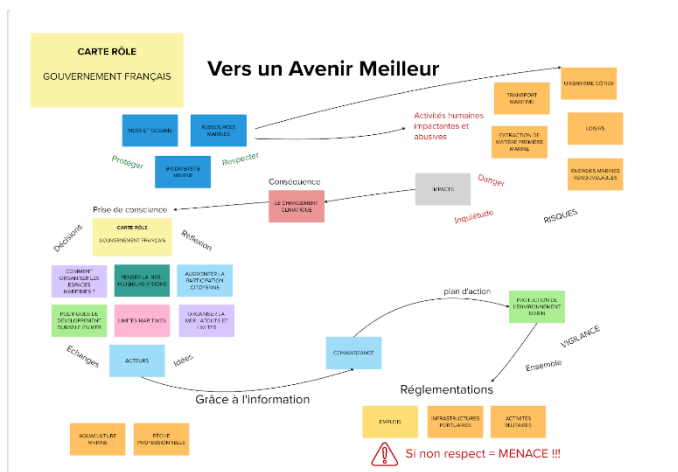 CARTE RÔLE
GOUVERNEMENT FRANÇAIS
Vers un Avenir Meilleur
URBANISME CÔTIER
TRANSPORT
MARITIME
MERS ET OCÉANS
RESSOURCES
MARINES
Activités humaines
impactantes et
abusives
LOISIRS
EXTRACTION DE
MATIÈRE PREMIÈRE
MARINE
Protéger
Respecter
BIODIVERSITÉ
MARINE
ÉNERGIES MARINES
RENOUVELABLES
Conséquence
IMPACTS
Danger
LE CHANGEMENT
CLIMATIQUE
Inquiétude
RISQUES
Prise de conscience
Décisions
CARTE RÔLE
GOUVERNEMENT FRANÇAIS
Réflexion
COMMENT
ORGANISER LES
ESPACES
MARITIMES ?
PENSER LA MER :
PLUSIEURS VISIONS
AUGMENTER LA
PARTICIPATION
CITOYENNE
plan d'action
PROTECTION DE
L'ENVIRONNEMENT
MARIN
POLITIQUES DE
DÉVELOPPEMENT
DURABLE EN MER
LIMITES MARITIMES
ORGANISER LA
MER : ATOUTS ET
LIMITES
VIGILANCE
Échanges
ACTEURS
Idées
CONNAISSANCE
Ensemble
Grâce à l'information
Réglementations
EMPLOIS
INFRASTRUCTURES
PORTUAIRES
ACTIVITÉS
MILITAIRES
AQUACULTURE
MARINE
PÊCHE
PROFESSIONNELLE
Si non respect = MENACE !!!